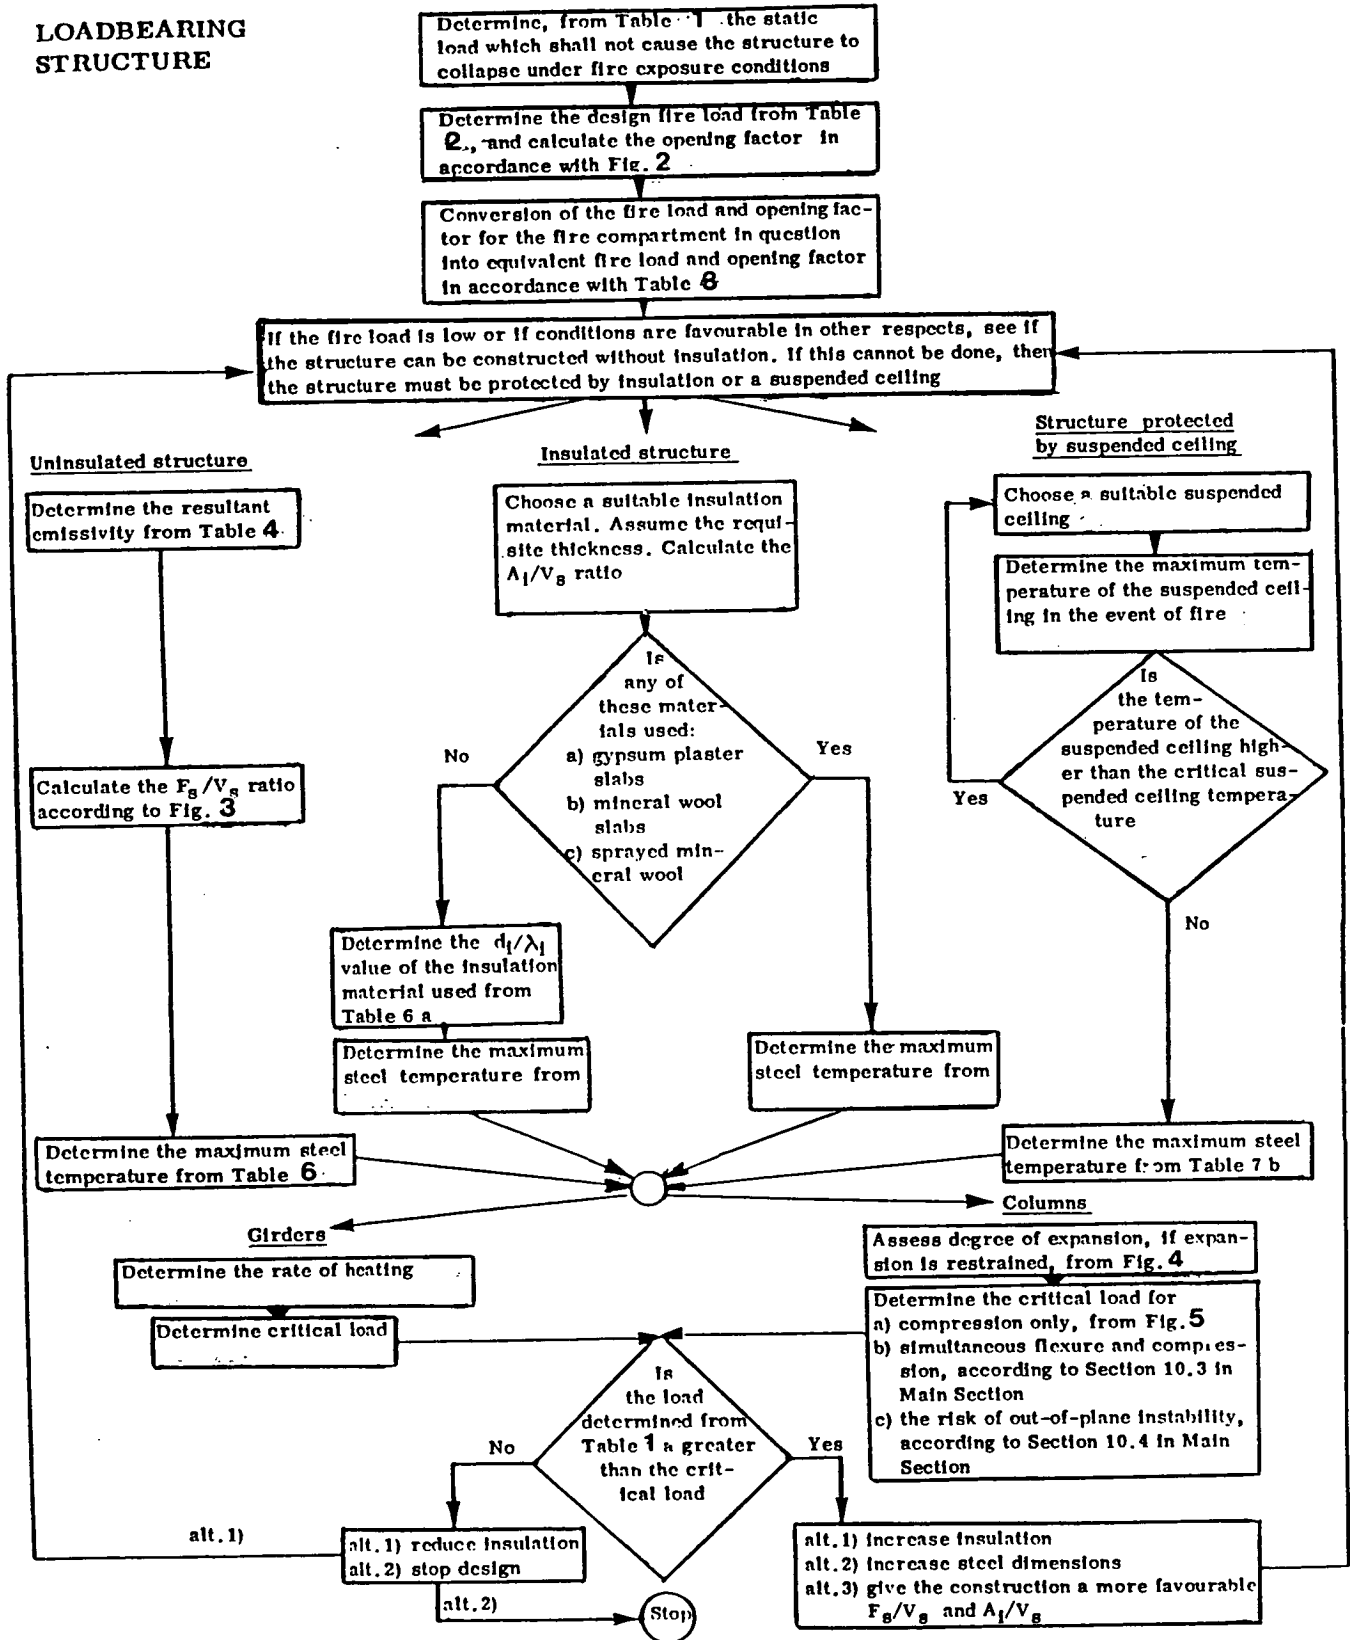 LOADBEARING
STRUCTURE
Determine, from Table 1 the static
load which shall not cause the structure to
collapse under fire exposure conditions
Determine the design fire load from Table
2., and calculate the opening factor in
accordance with Fig. 2
Conversion of the fire load and opening fac-
tor for the fire compartment in question
into equivalent fire load and opening factor
in accordance with Table
If the fire load is low or if conditions are favourable in other respects, see if
the structure can be constructed without insulation. If this cannot be done, then
the structure must be protected by insulation or a suspended ceiling
Uninsulated structure
Determine the resultant
emissivity from Table 4
Calculate the Fs/Vs ratio
according to Fig. 3
Determine the maximum steel
temperature from Table 6
Insulated structure
Choose a suitable insulation
material. Assume the requi-
site thickness. Calculate the
Ai/Vs ratio
Is
any of
these mater-
ials used:
a) gypsum plaster
slabs
b) mineral wool
slabs
c) sprayed min-
eral wool
No
Yes
Determine the di/λi
value of the insulation
material used from
Table 6 a
Determine the maximum
steel temperature from
Determine the maximum
steel temperature from
Structure protected
by suspended ceiling
Choose a suitable suspended
ceiling
Determine the maximum tem-
perature of the suspended ceil-
ing in the event of fire
Is
the tem-
perature of the
suspended ceiling high-
er than the critical sus-
pended ceiling tempera-
ture
Yes
No
Determine the maximum steel
temperature from Table 7 b
Girders
Determine the rate of heating
Determine critical load
Columns
Assess degree of expansion, if expan-
sion is restrained, from Fig. 4
Determine the critical load for
a) compression only, from Fig. 5
b) simultaneous flexure and compres-
sion, according to Section 10.3 in
Main Section
c) the risk of out-of-plane instability,
according to Section 10.4 in Main
Section
Is
the load
determined from
Table 1 a greater
than the crit-
ical load
No
Yes
alt.1)
alt.1) reduce insulation
alt.2) stop design
alt.2)
Stop
alt.1) increase insulation
alt.2) increase steel dimensions
alt.3) give the construction a more favourable
Fs/Vs and Ai/Vs